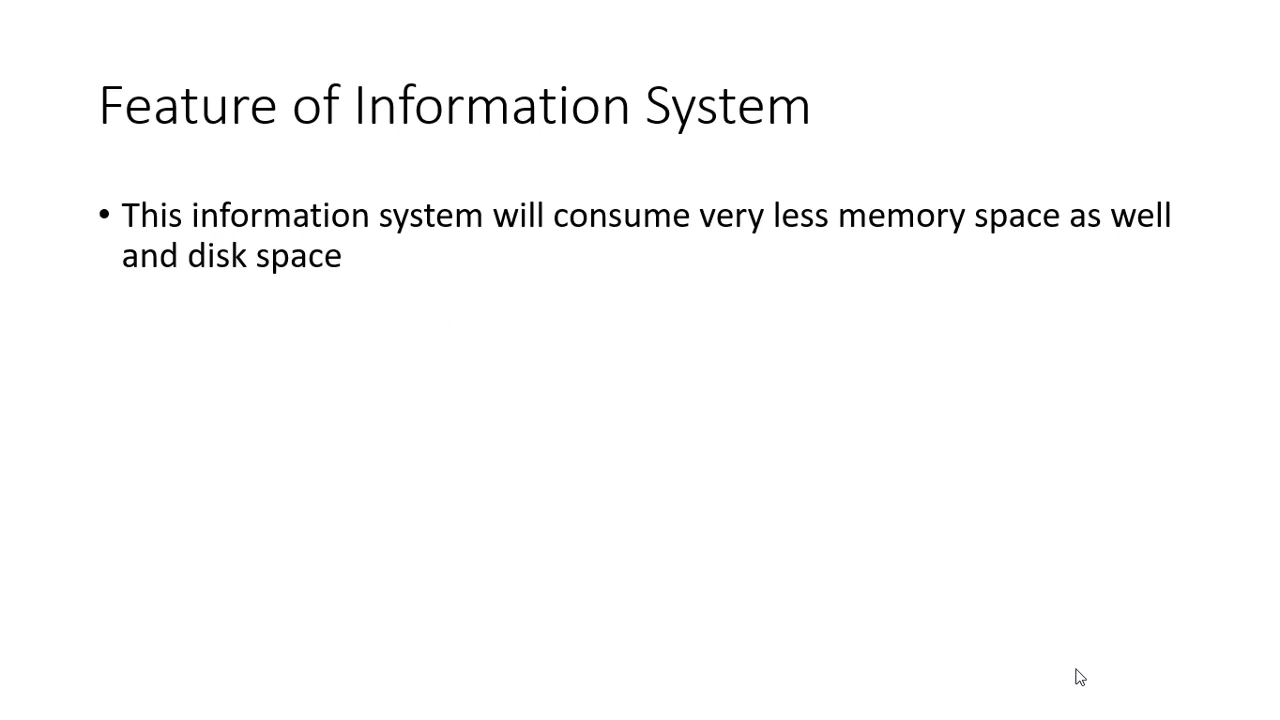 Feature of Information System
• This information system will consume very less memory space as well
and disk space